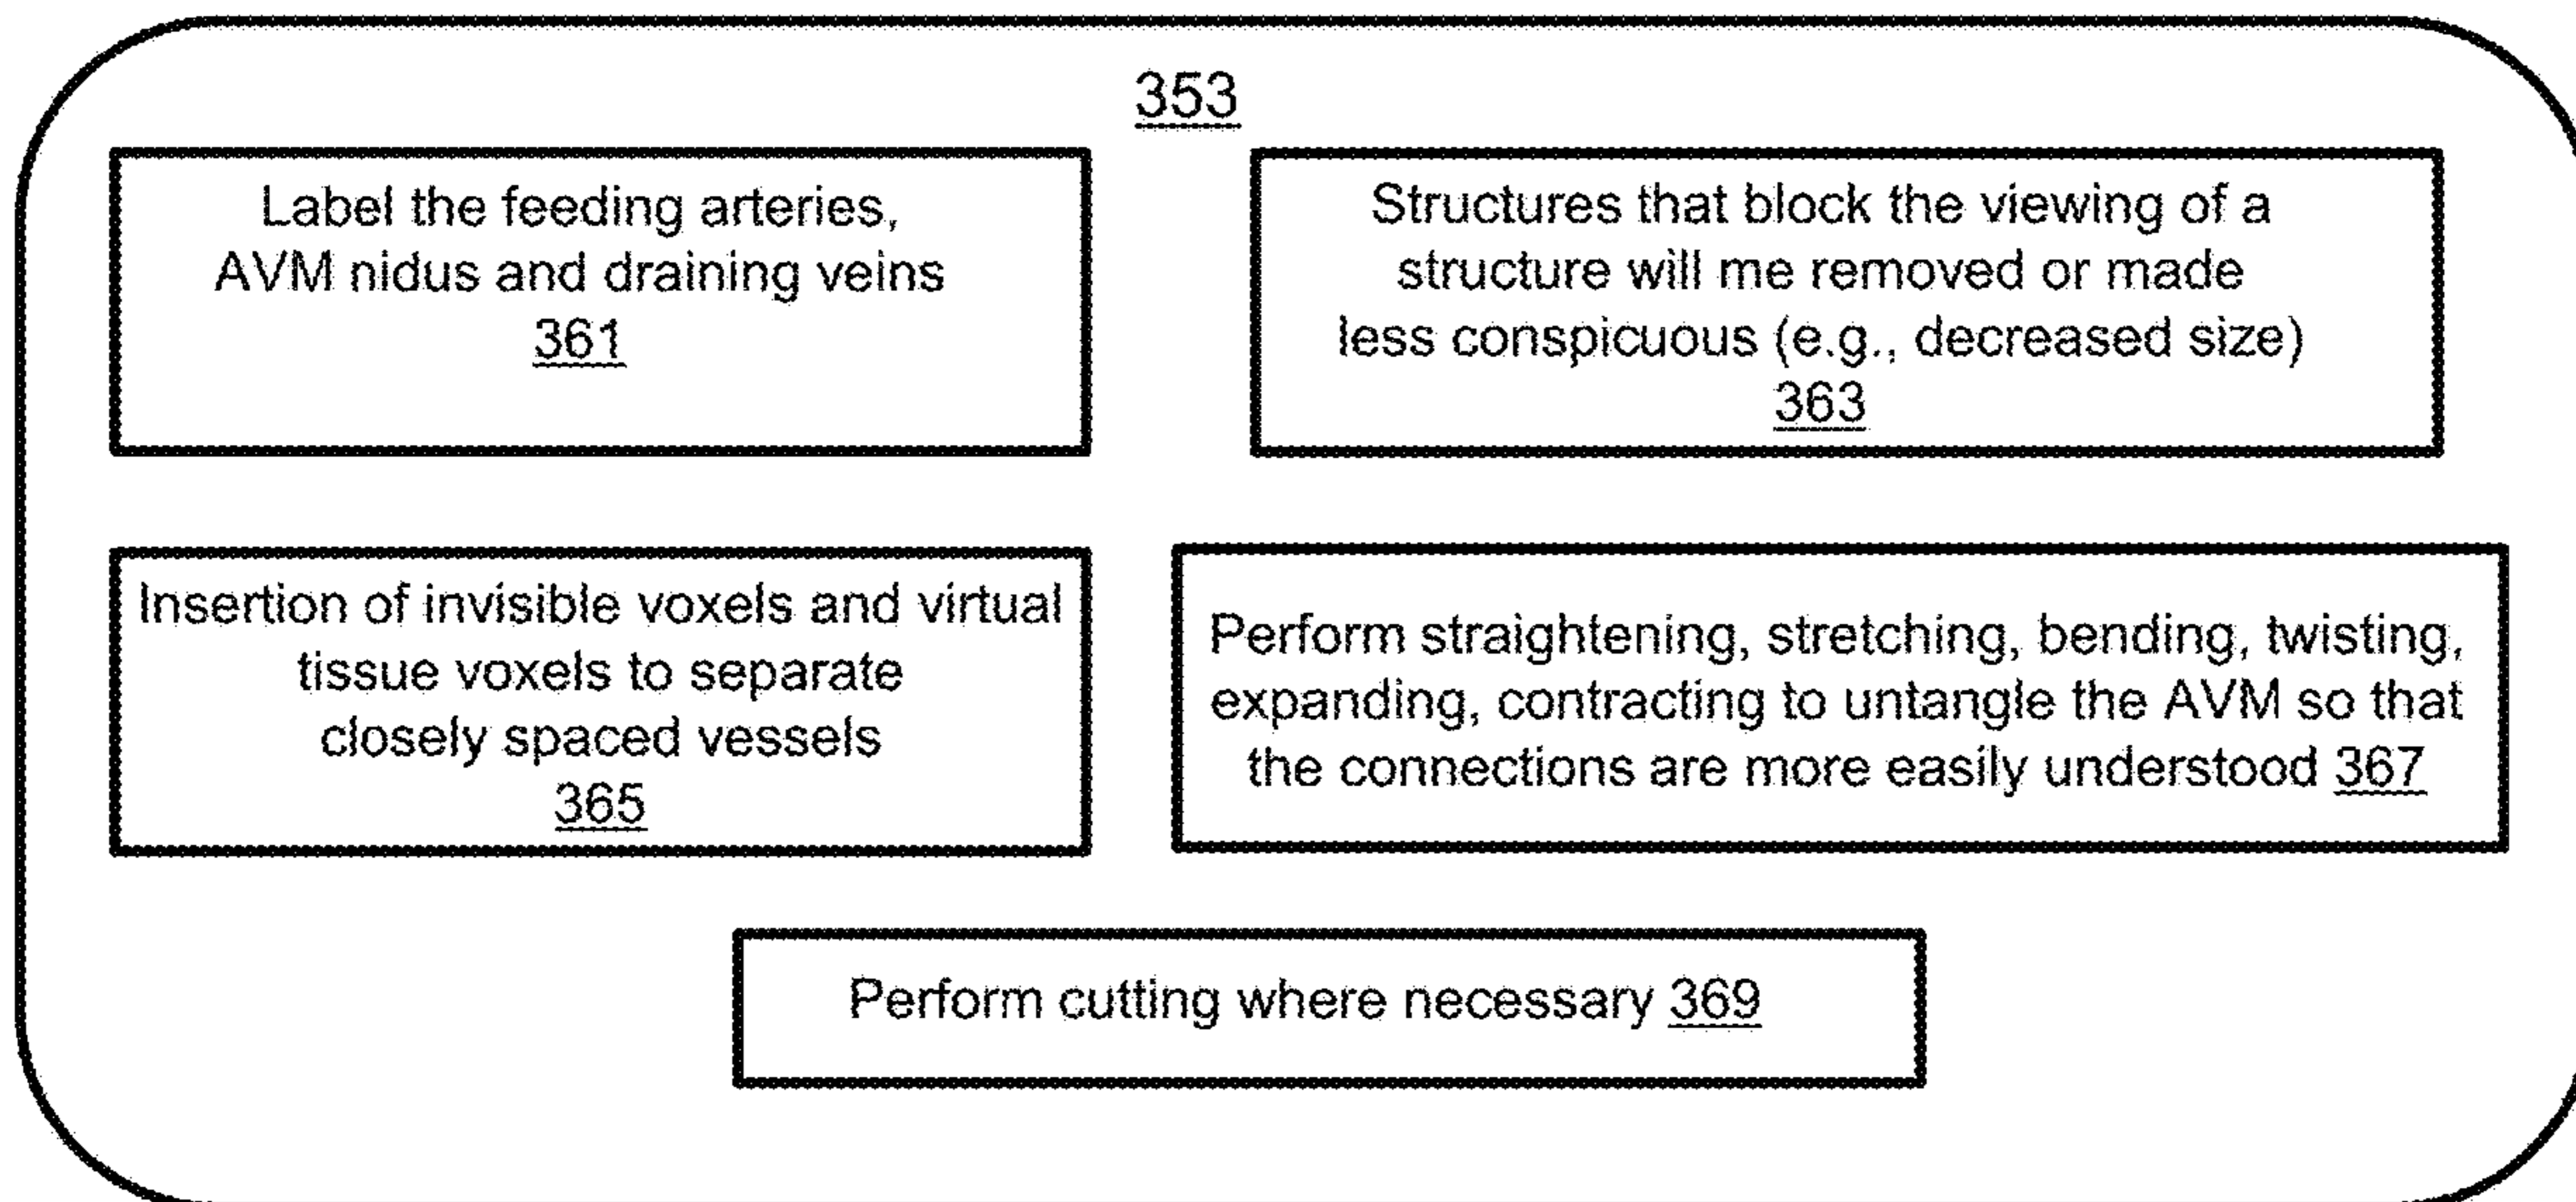 353
Label the feeding arteries,
AVM nidus and draining veins
361
Structures that block the viewing of a
structure will me removed or made
less conspicuous (e.g., decreased size)
363
Insertion of invisible voxels and virtual
tissue voxels to separate
closely spaced vessels
365
Perform straightening, stretching, bending, twisting,
expanding, contracting to untangle the AVM so that
the connections are more easily understood 367
Perform cutting where necessary 369